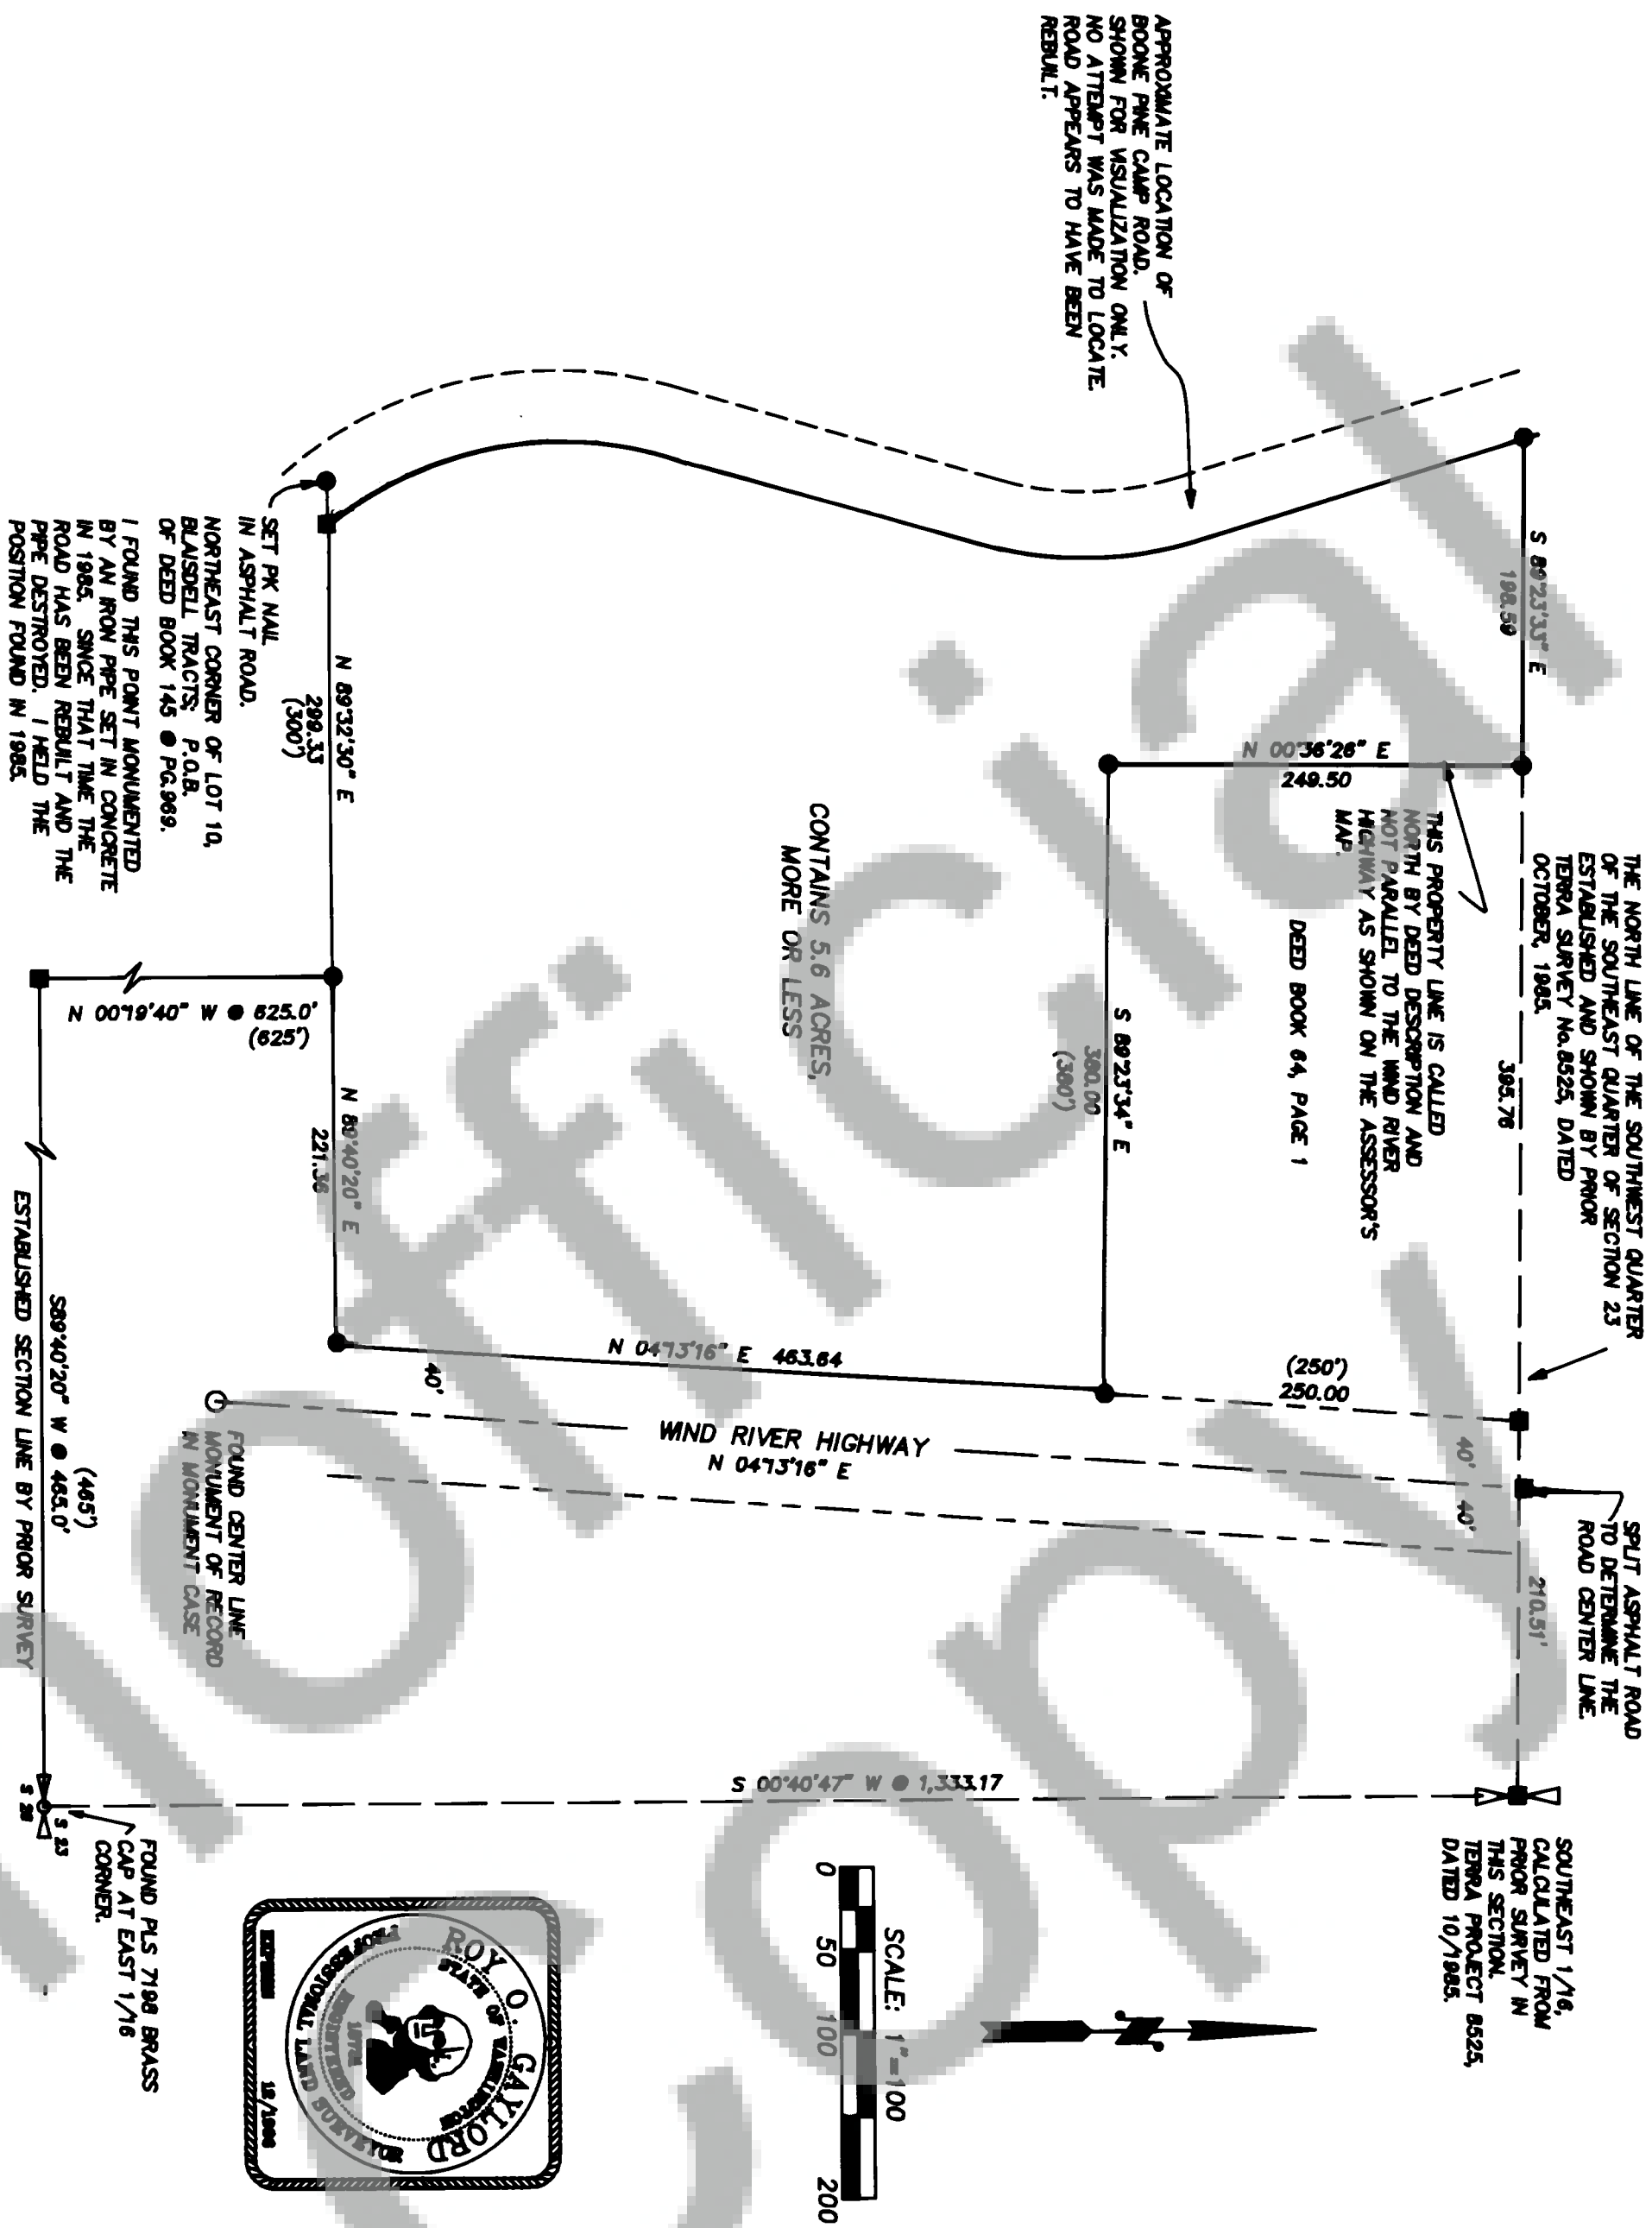 THE NORTH LINE OF THE SOUTHWEST QUARTER
OF THE SOUTHEAST QUARTER OF SECTION 23
ESTABLISHED AND SHOWN BY PRIOR
TERRA SURVEY No.8525, DATED
OCTOBER, 1985.
SPLIT ASPHALT ROAD
TO DETERMINE THE
ROAD CENTER LINE.
S 89°23'33" E
198.59
395.76
210.51'
40'
40'
SOUTHEAST 1/16,
CALCULATED FROM
PRIOR SURVEY IN
THIS SECTION.
TERRA PROJECT 8525,
DATED 10/1985.
N 00°36'26" E
249.50
THIS PROPERTY LINE IS CALLED
NORTH BY DEED DESCRIPTION AND
NOT PARALLEL TO THE WIND RIVER
HIGHWAY AS SHOWN ON THE ASSESSOR'S
MAP.
DEED BOOK 64, PAGE 1
(250')
250.00
APPROXIMATE LOCATION OF
BOONE PINE CAMP ROAD.
SHOWN FOR VISUALIZATION ONLY.
NO ATTEMPT WAS MADE TO LOCATE.
ROAD APPEARS TO HAVE BEEN
REBUILT.
S 89°23'34" E
380.00
(380')
CONTAINS 5.6 ACRES,
MORE OR LESS
WIND RIVER HIGHWAY
N 04°13'16" E
N 04°13'16" E 463.64
40'
S 00°40'47" W @ 1,333.17
SCALE: 1"=100
0 50 100 200
N 89°32'30" E
299.33
(300')
N 89°40'20" E
221.36
SET PK NAIL
IN ASPHALT ROAD.
NORTHEAST CORNER OF LOT 10,
BLAISDELL TRACTS; P.O.B.
OF DEED BOOK 145 @ PG.969.
I FOUND THIS POINT MONUMENTED
BY AN IRON PIPE SET IN CONCRETE
IN 1985. SINCE THAT TIME THE
ROAD HAS BEEN REBUILT AND THE
PIPE DESTROYED. I HELD THE
POSITION FOUND IN 1985.
N 00°19'40" W @ 625.0'
(625')
FOUND CENTER LINE
MONUMENT OF RECORD
IN MONUMENT CASE
(465')
S89°40'20" W @ 465.0'
ESTABLISHED SECTION LINE BY PRIOR SURVEY
S 23
S 26
FOUND PLS 7198 BRASS
CAP AT EAST 1/16
CORNER.
ROY O. GAYLORD
STATE OF WASHINGTON
REGISTERED
PROFESSIONAL LAND SURVEYOR
EXPIRES
Unofficial
Copy